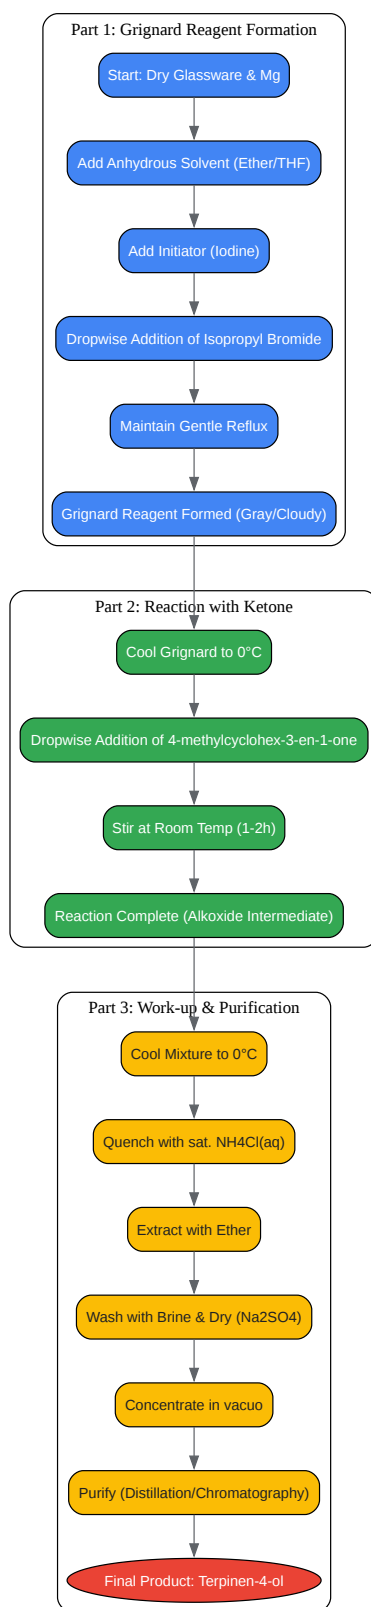 Part 1: Grignard Reagent Formation
Start: Dry Glassware & Mg
Add Anhydrous Solvent (Ether/THF)
Add Initiator (Iodine)
Dropwise Addition of Isopropyl Bromide
Maintain Gentle Reflux
Grignard Reagent Formed (Gray/Cloudy)
Part 2: Reaction with Ketone
Cool Grignard to 0°C
Dropwise Addition of 4-methylcyclohex-3-en-1-one
Stir at Room Temp (1-2h)
Reaction Complete (Alkoxide Intermediate)
Part 3: Work-up & Purification
Cool Mixture to 0°C
Quench with sat. NH4Cl(aq)
Extract with Ether
Wash with Brine & Dry (Na2SO4)
Concentrate in vacuo
Purify (Distillation/Chromatography)
Final Product: Terpinen-4-ol